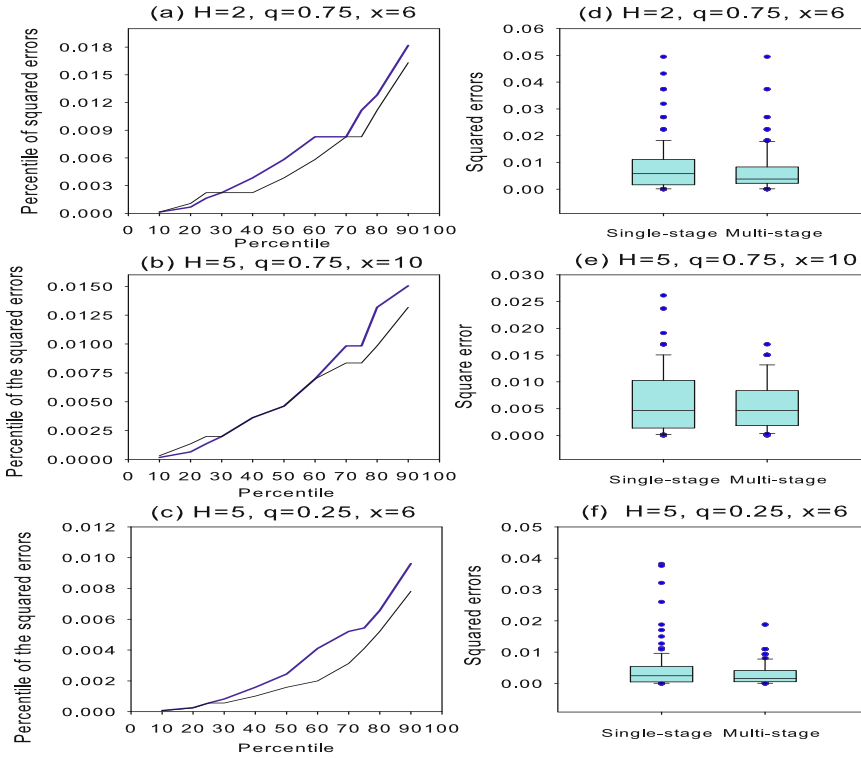 (a) H=2, q=0.75, x=6
Percentile of squared errors
0.018
0.015
0.012
0.009
0.006
0.003
0.000
0 10 20 30 40 50 60 70 80 90 100
Percentile
(d) H=2, q=0.75, x=6
Squared errors
0.06
0.05
0.04
0.03
0.02
0.01
0.00
Single-stage Multi-stage
(b) H=5, q=0.75, x=10
Percentile of the squared errors
0.0150
0.0125
0.0100
0.0075
0.0050
0.0025
0.0000
0 10 20 30 40 50 60 70 80 90 100
Percentile
(e) H=5, q=0.75, x=10
Square error
0.030
0.025
0.020
0.015
0.010
0.005
0.000
Single-stage Multi-stage
(c) H=5, q=0.25, x=6
Percentile of the squared errors
0.012
0.010
0.008
0.006
0.004
0.002
0.000
0 10 20 30 40 50 60 70 80 90 100
Percentile
(f) H=5, q=0.25, x=6
Squared errors
0.05
0.04
0.03
0.02
0.01
0.00
Single-stage Multi-stage